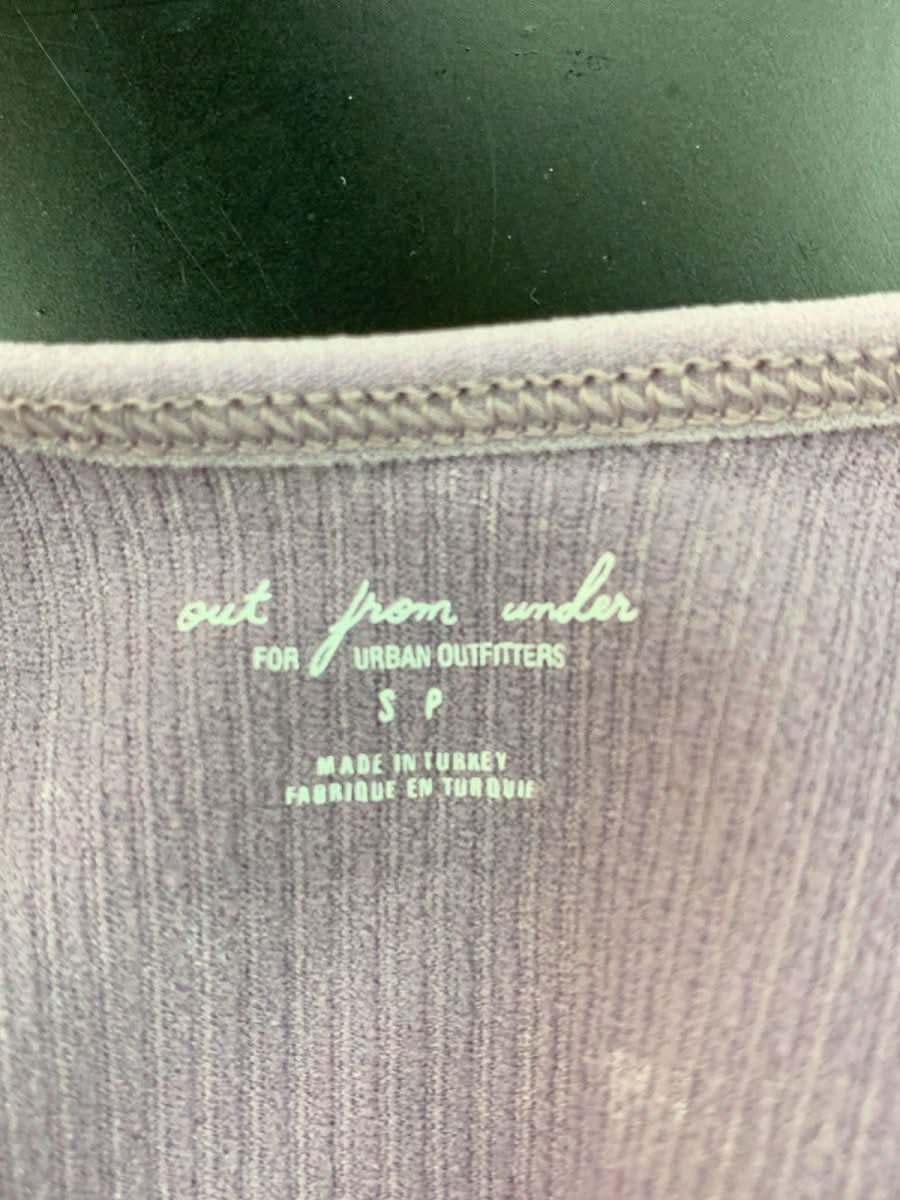 out from under
FOR URBAN OUTFITTERS
S P
MADE IN TURKEY
FABRIQUE EN TURQUIE